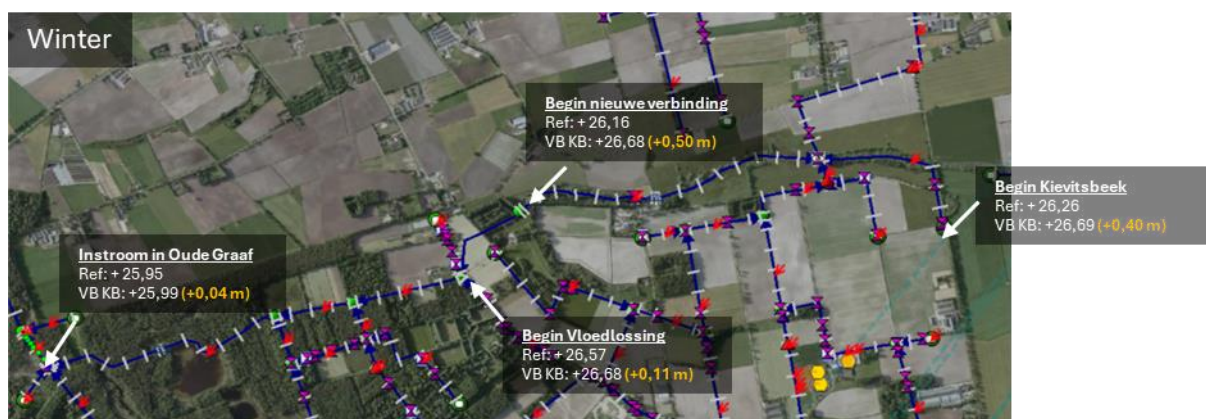 Winter
Begin nieuwe verbinding
Ref: + 26,16
VB KB: +26,68 (+0,50 m)
Begin Kievitsbeek
Ref: + 26,26
VB KB: +26,69 (+0,40 m)
Instroom in Oude Graaf
Ref: + 25,95
VB KB: +25,99 (+0,04 m)
Begin Vloedlossing
Ref: + 26,57
VB KB: +26,68 (+0,11 m)